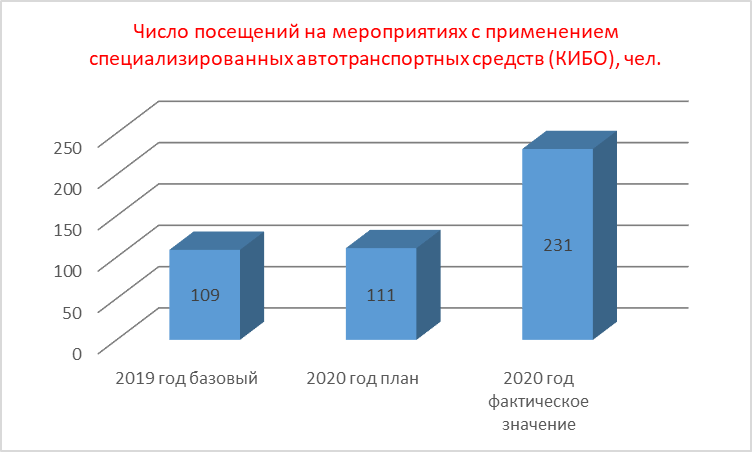 Число посещений на мероприятиях с применением
специализированных автотранспортных средств (КИБО), чел.
250
200
150
100
50
0
109
111
231
2019 год базовый
2020 год план
2020 год
фактическое
значение